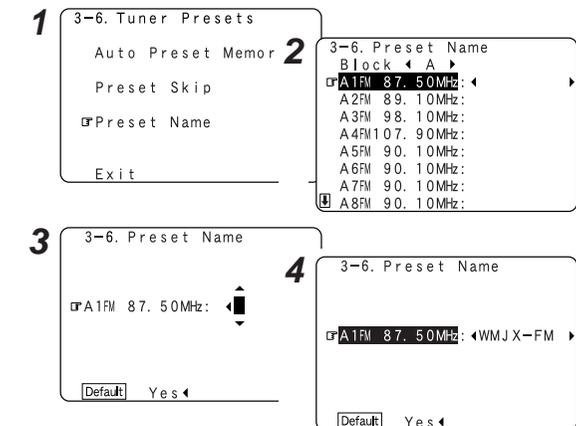 1
3-6. Tuner Presets
Auto Preset Memor
Preset Skip
☞Preset Name
Exit
2
3-6. Preset Name
Block ◂ A ▸
☞A1FM 87. 50MHz: ◂ ▸
A2FM 89. 10MHz:
A3FM 98. 10MHz:
A4FM107. 90MHz:
A5FM 90. 10MHz:
A6FM 90. 10MHz:
A7FM 90. 10MHz:
A8FM 90. 10MHz:
3
3-6. Preset Name
☞A1FM 87. 50MHz: ◂
Default Yes◂
4
3-6. Preset Name
☞A1FM 87. 50MHz: ◂WMJX-FM ▸
Default Yes◂